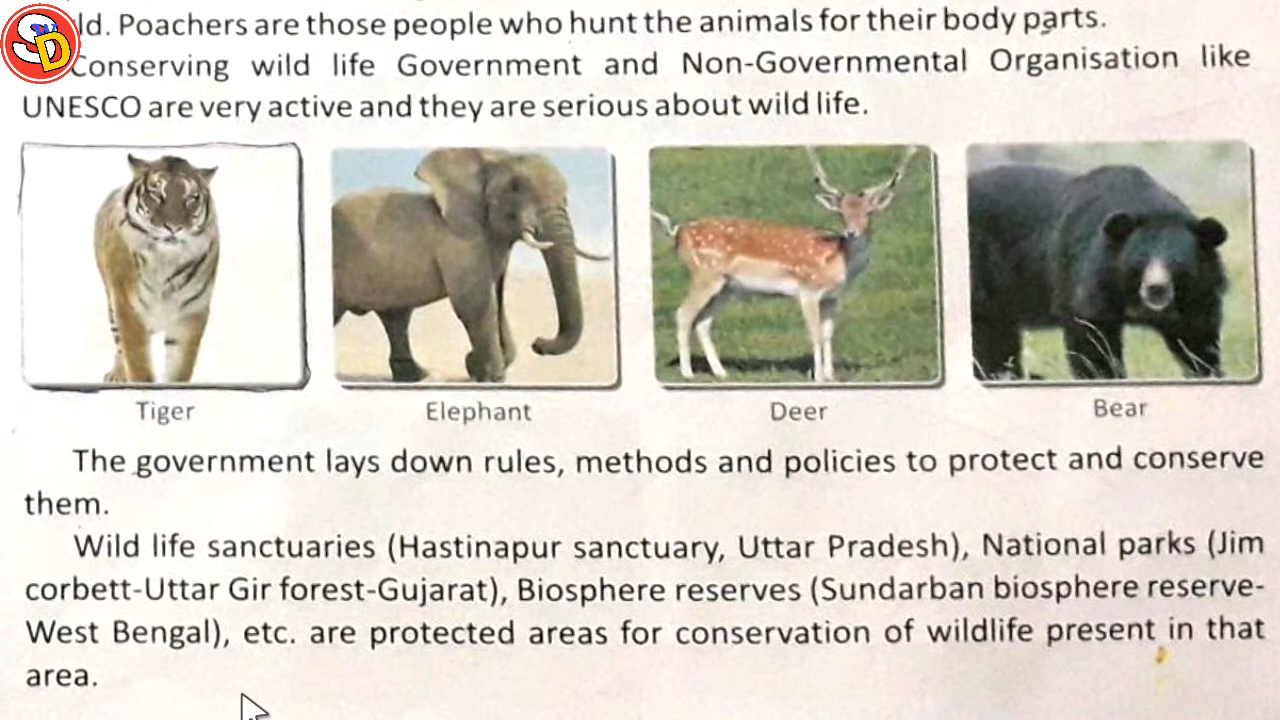 SD
ld. Poachers are those people who hunt the animals for their body parts.
Conserving wild life Government and Non-Governmental Organisation like
UNESCO are very active and they are serious about wild life.
Tiger Elephant Deer Bear
The government lays down rules, methods and policies to protect and conserve
them.
Wild life sanctuaries (Hastinapur sanctuary, Uttar Pradesh), National parks (Jim
corbett-Uttar Gir forest-Gujarat), Biosphere reserves (Sundarban biosphere reserve-
West Bengal), etc. are protected areas for conservation of wildlife present in that
area.